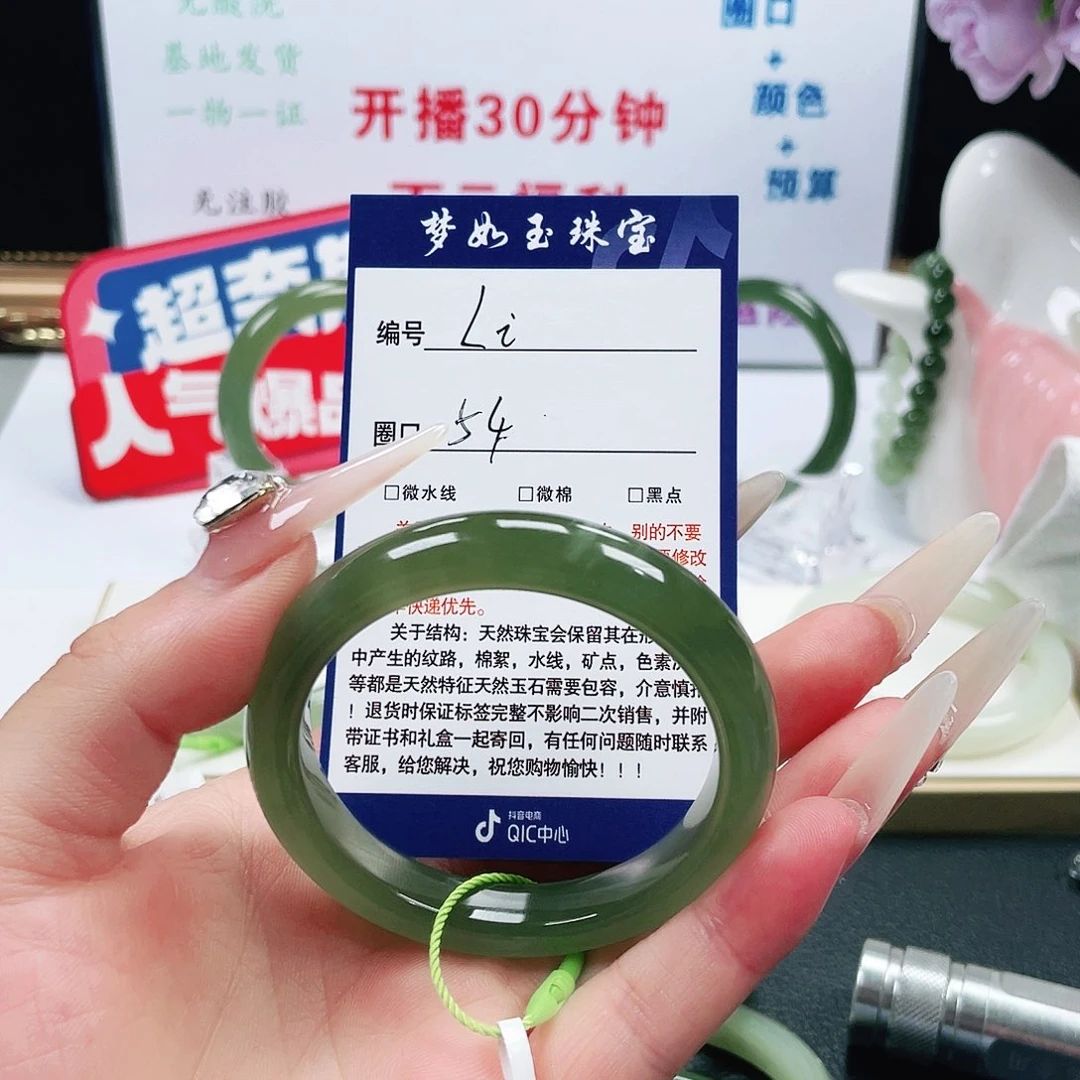 无酸洗
基地发货
一物一证
无注胶
开播30分钟
圈口
+
颜色
+
预算
超
人气爆品
梦如玉珠宝
编号 Li
圈口 54
□微水线 □微棉 □黑点
别的不要
修改
快递优先。
关于结构：天然珠宝会保留其在形
中产生的纹路，棉絮，水线，矿点，色素
等都是天然特征天然玉石需要包容，介意慎
！退货时保证标签完整不影响二次销售，并附
带证书和礼盒一起寄回，有任何问题随时联系
客服，给您解决，祝您购物愉快！！！
抖音电商
QIC中心